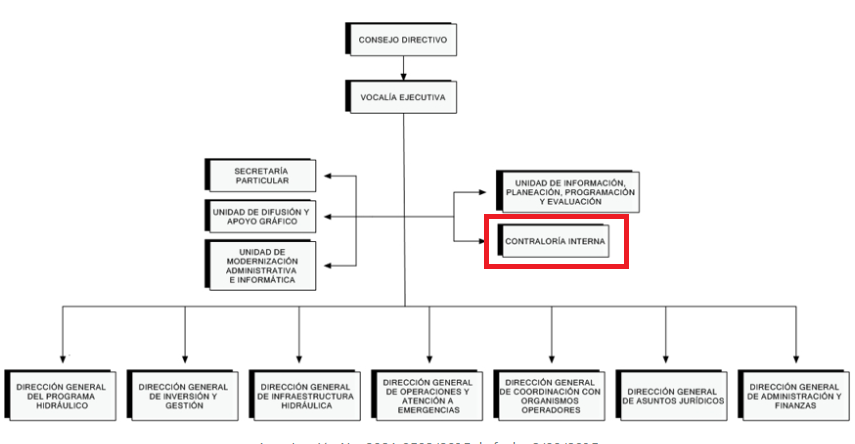 CONSEJO DIRECTIVO
VOCALÍA EJECUTIVA
SECRETARÍA
PARTICULAR
UNIDAD DE DIFUSIÓN Y
APOYO GRÁFICO
UNIDAD DE
MODERNIZACIÓN
ADMINISTRATIVA
E INFORMÁTICA
UNIDAD DE INFORMACIÓN,
PLANEACIÓN, PROGRAMACIÓN
Y EVALUACIÓN
CONTRALORÍA INTERNA
DIRECCIÓN GENERAL
DEL PROGRAMA
HIDRÁULICO
DIRECCIÓN GENERAL
DE INVERSIÓN Y
GESTIÓN
DIRECCIÓN GENERAL
DE INFRAESTRUCTURA
HIDRÁULICA
DIRECCIÓN GENERAL
DE OPERACIONES Y
ATENCIÓN A
EMERGENCIAS
DIRECCIÓN GENERAL
DE COORDINACIÓN CON
ORGANISMOS
OPERADORES
DIRECCIÓN GENERAL
DE ASUNTOS JURÍDICOS
DIRECCIÓN GENERAL
DE ADMINISTRACIÓN Y
FINANZAS